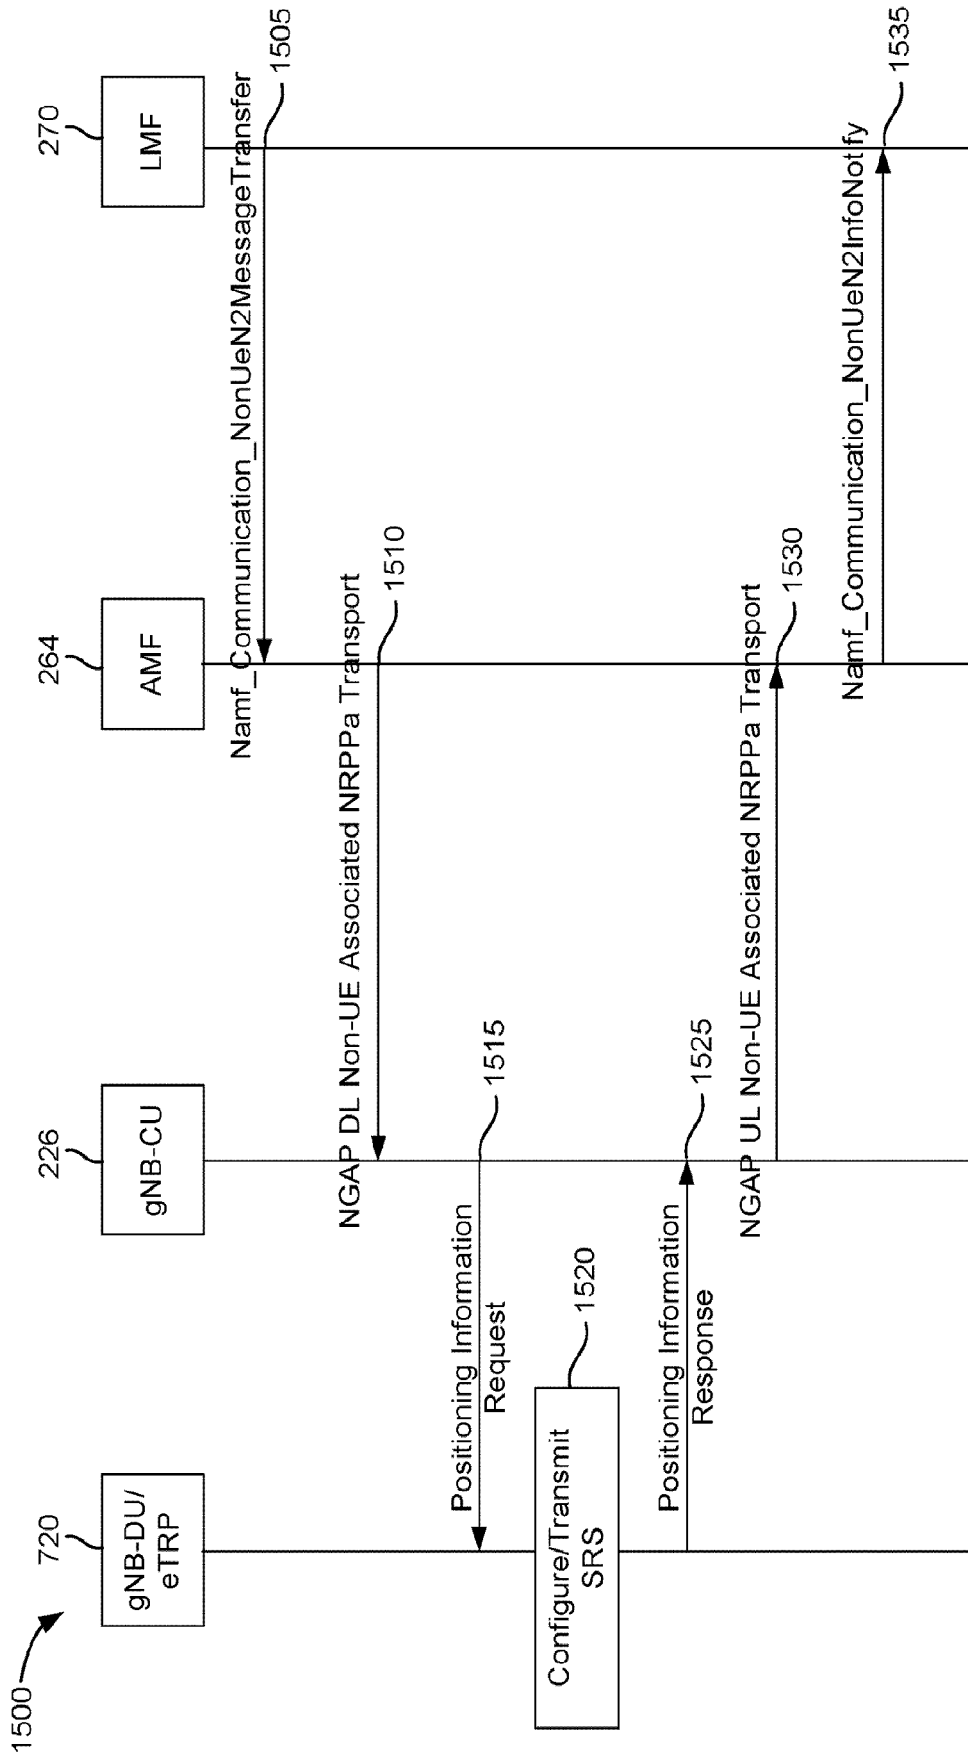 1500
720
226
264
270
gNB-DU/
eTRP
gNB-CU
AMF
LMF
Namf_Communication_NonUeN2MessageTransfer
1505
NGAP DL Non-UE Associated NRPPa Transport
1510
Positioning Information
Request
1515
Configure/Transmit
SRS
1520
Positioning Information
Response
1525
NGAP UL Non-UE Associated NRPPa Transport
1530
Namf_Communication_NonUeN2InfoNotify
1535